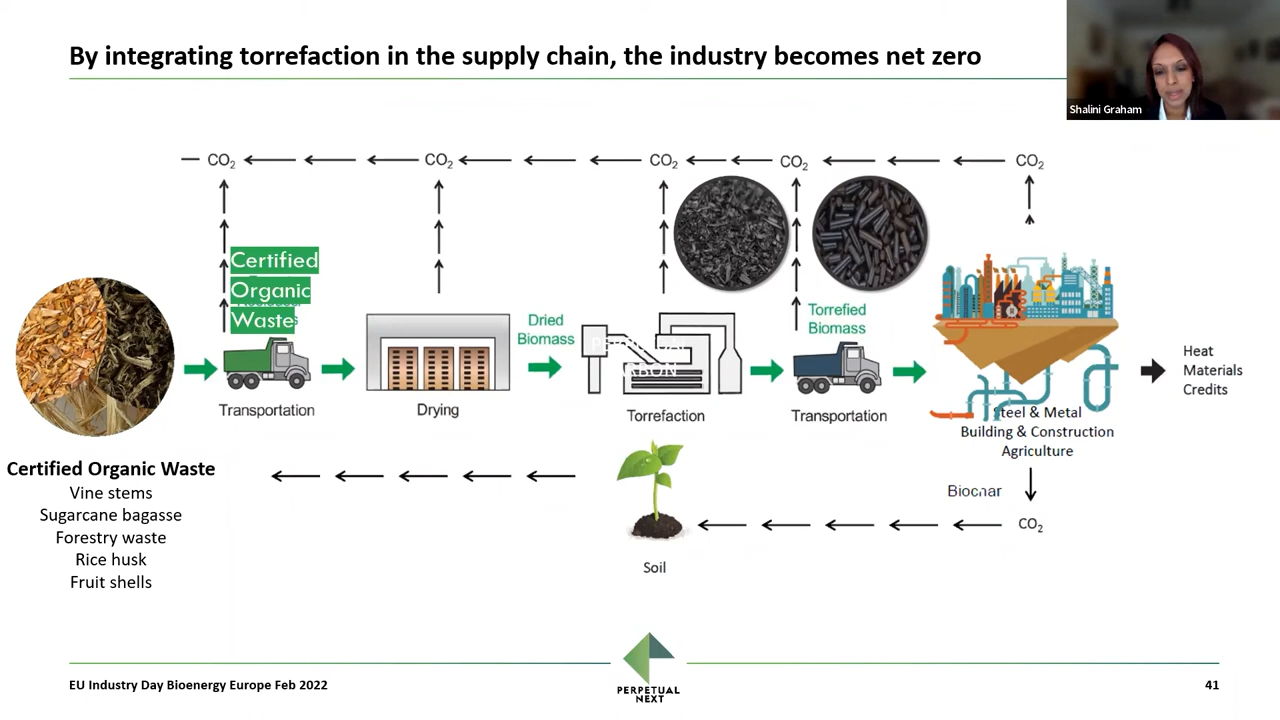 By integrating torrefaction in the supply chain, the industry becomes net zero
Shalini Graham
CO₂
CO₂
CO₂
CO₂
CO₂
Certified
Organic
Waste
Dried
Biomass
Torrefied
Biomass
Transportation
Drying
Torrefaction
Transportation
Steel & Metal
Building & Construction
Agriculture
Heat
Materials
Credits
Certified Organic Waste
Vine stems
Sugarcane bagasse
Forestry waste
Rice husk
Fruit shells
Biochar
CO₂
Soil
EU Industry Day Bioenergy Europe Feb 2022
PERPETUAL
NEXT
41